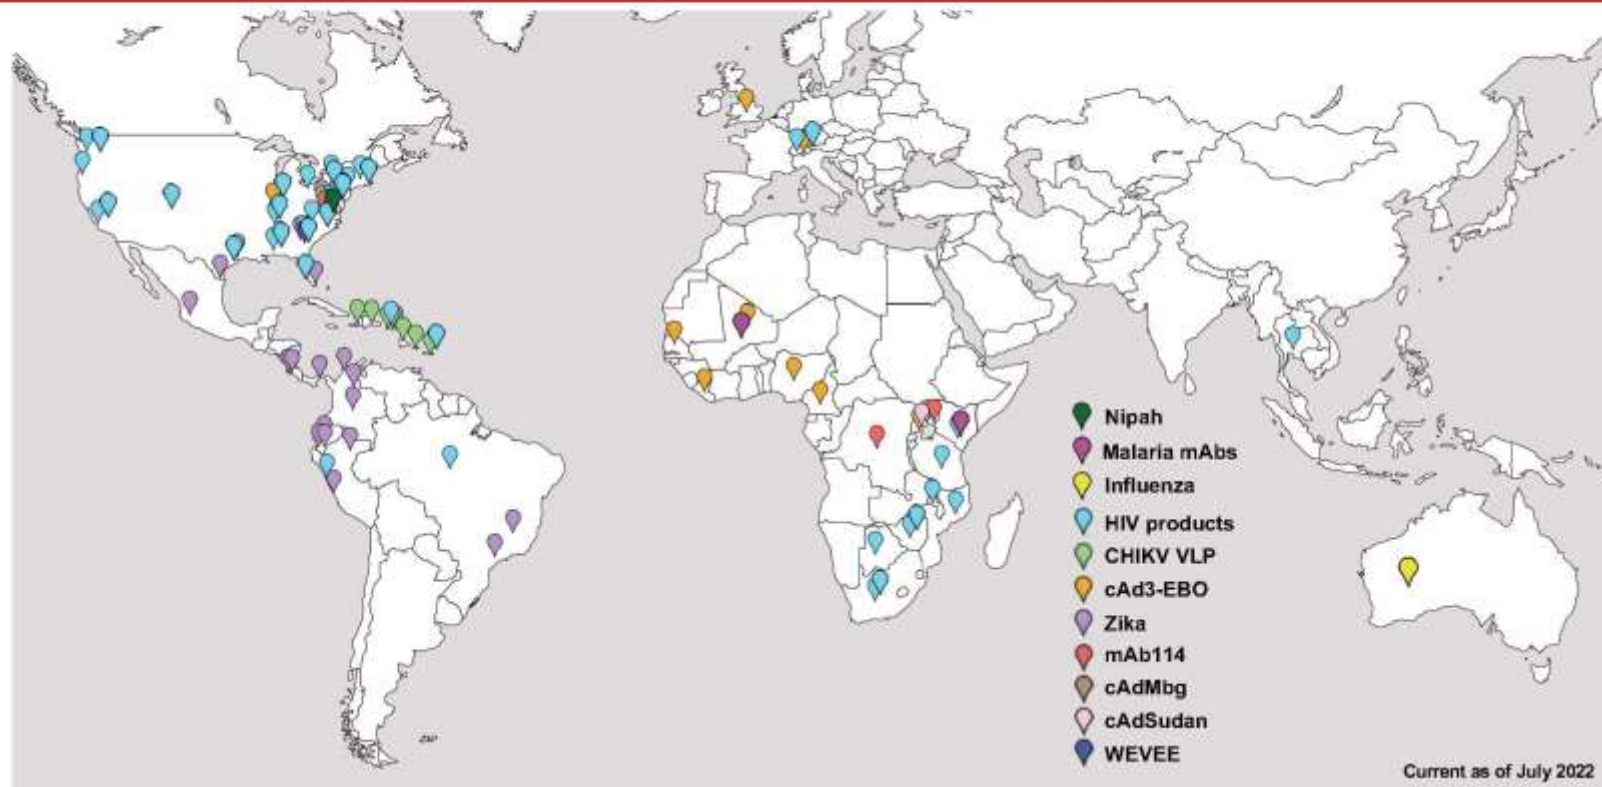 Nipah
Malaria mAbs
Influenza
HIV products
CHIKV VLP
cAd3-EBO
Zika
mAb114
cAdMbg
cAdSudan
WEVEE
Current as of July 2022